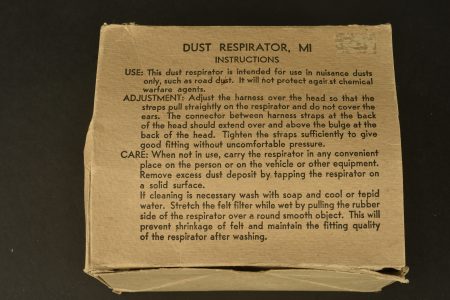 DUST RESPIRATOR, MI
INSTRUCTIONS
USE: This dust respirator is intended for use in nuisance dusts
only, such as road dust. It will not protect against chemical
warfare agents.
ADJUSTMENT: Adjust the harness over the head so that the
straps pull straightly on the respirator and do not cover the
ears. The connector between harness straps at the back
of the head should extend over and above the bulge at the
back of the head. Tighten the straps sufficiently to give
good fitting without uncomfortable pressure.
CARE: When not in use, carry the respirator in any convenient
place on the person or on the vehicle or other equipment.
Remove excess dust deposit by tapping the respirator on
a solid surface.
If cleaning is necessary wash with soap and cool or tepid
water. Stretch the felt filter while wet by pulling the rubber
side of the respirator over a round smooth object. This will
prevent shrinkage of felt and maintain the fitting quality
of the respirator after washing.